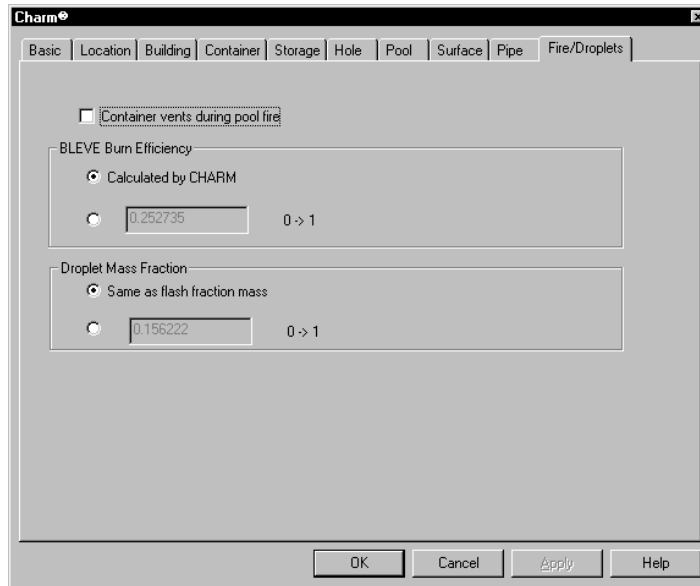 Charm®
Basic Location Building Container Storage Hole Pool Surface Pipe Fire/Droplets
Container vents during pool fire
BLEVE Burn Efficiency
Calculated by CHARM
0.252735 0 -> 1
Droplet Mass Fraction
Same as flash fraction mass
0.156222 0 -> 1
OK Cancel Apply Help